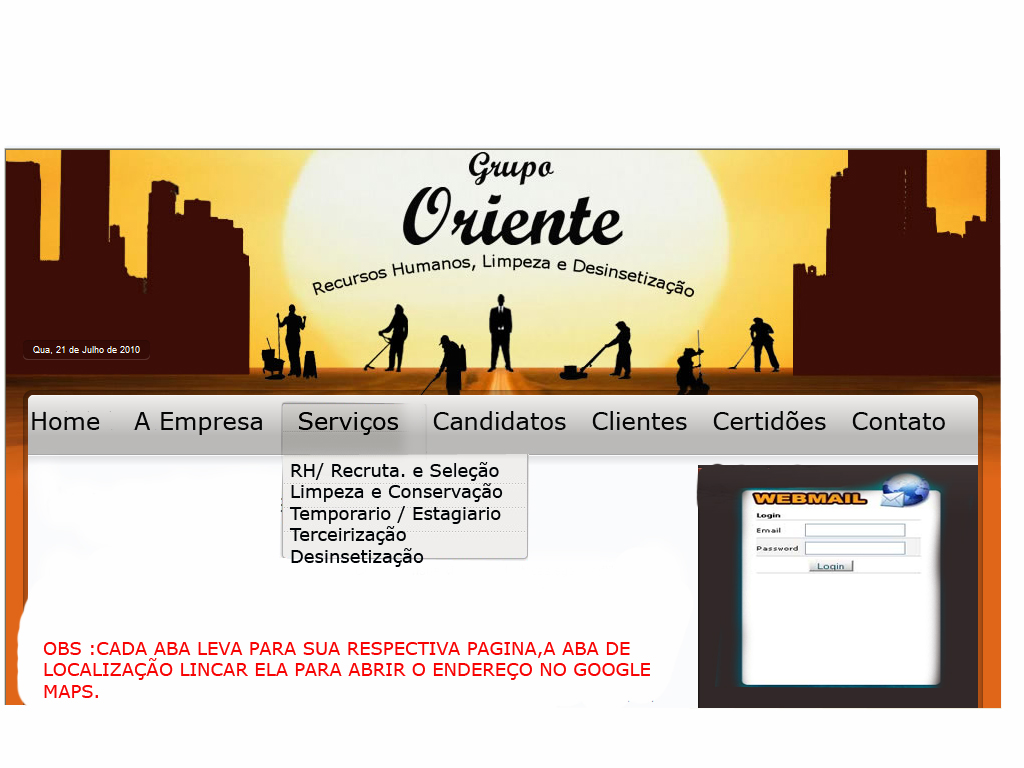 Grupo
Oriente
Recursos Humanos, Limpeza e Desinsetização
Qua, 21 de Julho de 2010
Home A Empresa Serviços Candidatos Clientes Certidões Contato
RH/ Recruta. e Seleção
Limpeza e Conservação
Temporario / Estagiario
Terceirização
Desinsetização
WEBMAIL
Login
Email
Password
Login
OBS :CADA ABA LEVA PARA SUA RESPECTIVA PAGINA,A ABA DE
LOCALIZAÇÃO LINCAR ELA PARA ABRIR O ENDEREÇO NO GOOGLE
MAPS.